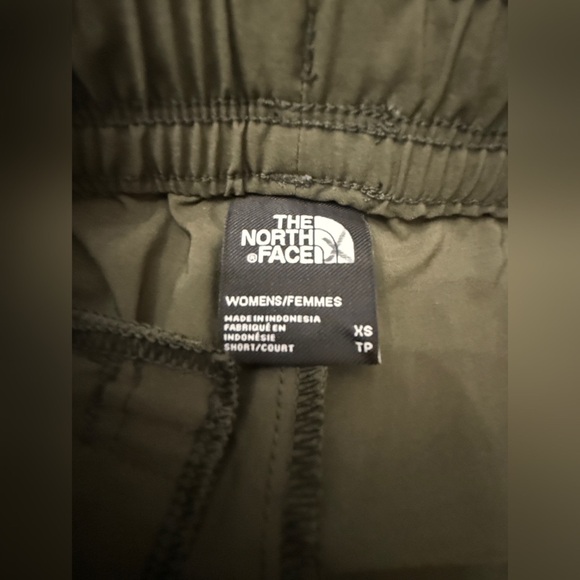 THE
NORTH
®FACE
WOMENS/FEMMES
MADE IN INDONESIA
FABRIQUÉ EN
INDONÉSIE
SHORT/COURT
XS
TP